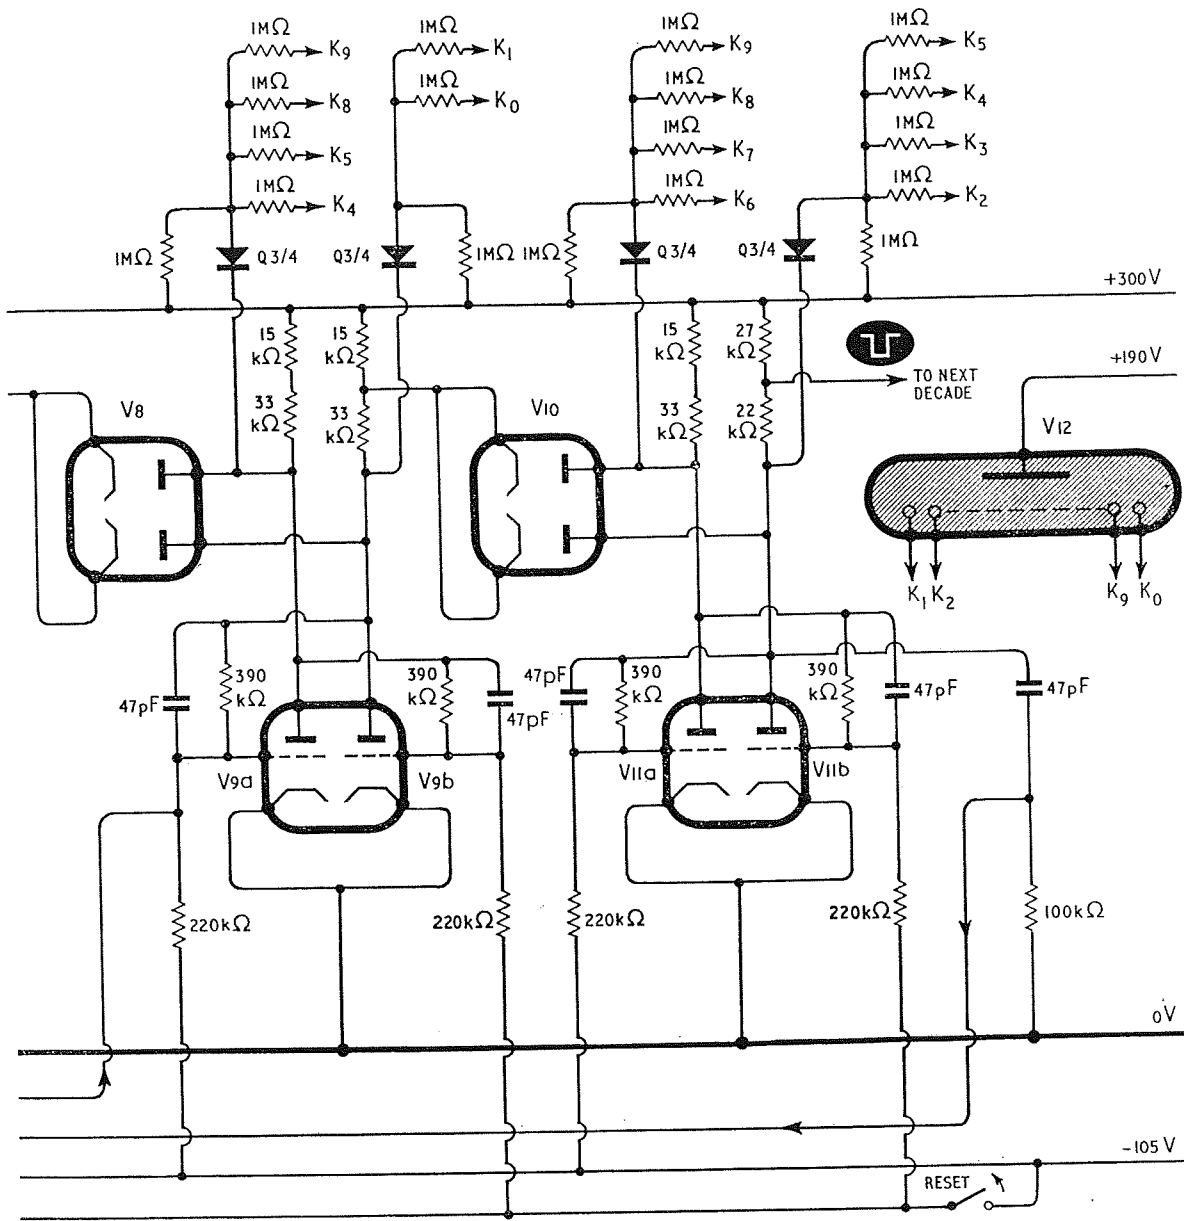 1MΩ K9 1MΩ K1 1MΩ K9 1MΩ K5
1MΩ K8 1MΩ K0 1MΩ K8 1MΩ K4
1MΩ K5 1MΩ K7 1MΩ K3
1MΩ K4 1MΩ K6 1MΩ K2
1MΩ Q3/4 Q3/4 1MΩ 1MΩ Q3/4 Q3/4 1MΩ
+300V
15 kΩ 15 kΩ 15 kΩ 27 kΩ
+190V
TO NEXT
DECADE
33 kΩ 33 kΩ 33 kΩ 22 kΩ
V8 V10 V12
K1 K2 K9 K0
47pF 390 kΩ 390 kΩ 47pF 47pF 390 kΩ 390 kΩ 47pF 47pF
V9a V9b V11a V11b
220kΩ 220kΩ 220kΩ 220kΩ 100kΩ
0V
-105V
RESET